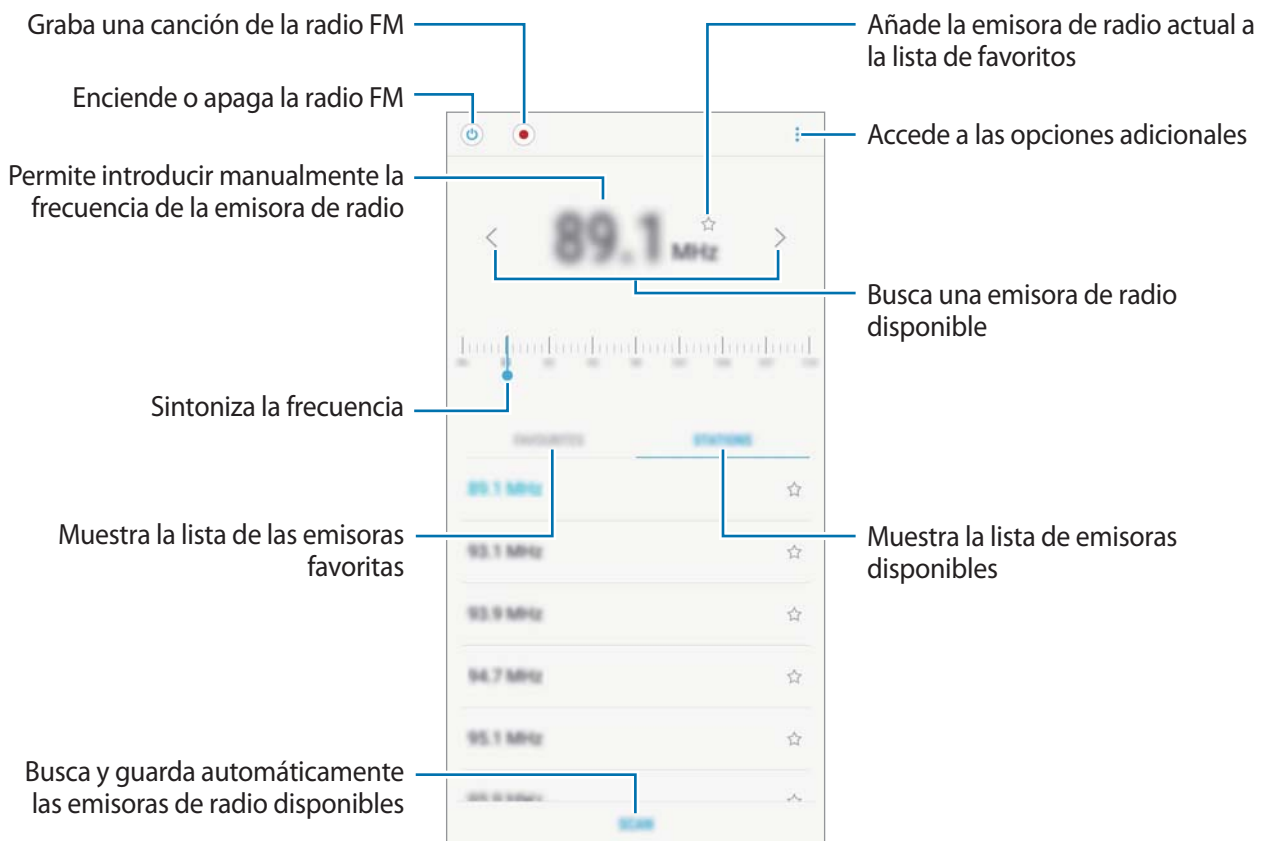 Graba una canción de la radio FM
Añade la emisora de radio actual a
la lista de favoritos
Enciende o apaga la radio FM
Accede a las opciones adicionales
Permite introducir manualmente la
frecuencia de la emisora de radio
89.1 MHz
Busca una emisora de radio
disponible
Sintoniza la frecuencia
FAVOURITES
STATIONS
89.1 MHz
Muestra la lista de las emisoras
favoritas
Muestra la lista de emisoras
disponibles
93.1 MHz
93.9 MHz
94.7 MHz
95.1 MHz
Busca y guarda automáticamente
las emisoras de radio disponibles
SCAN